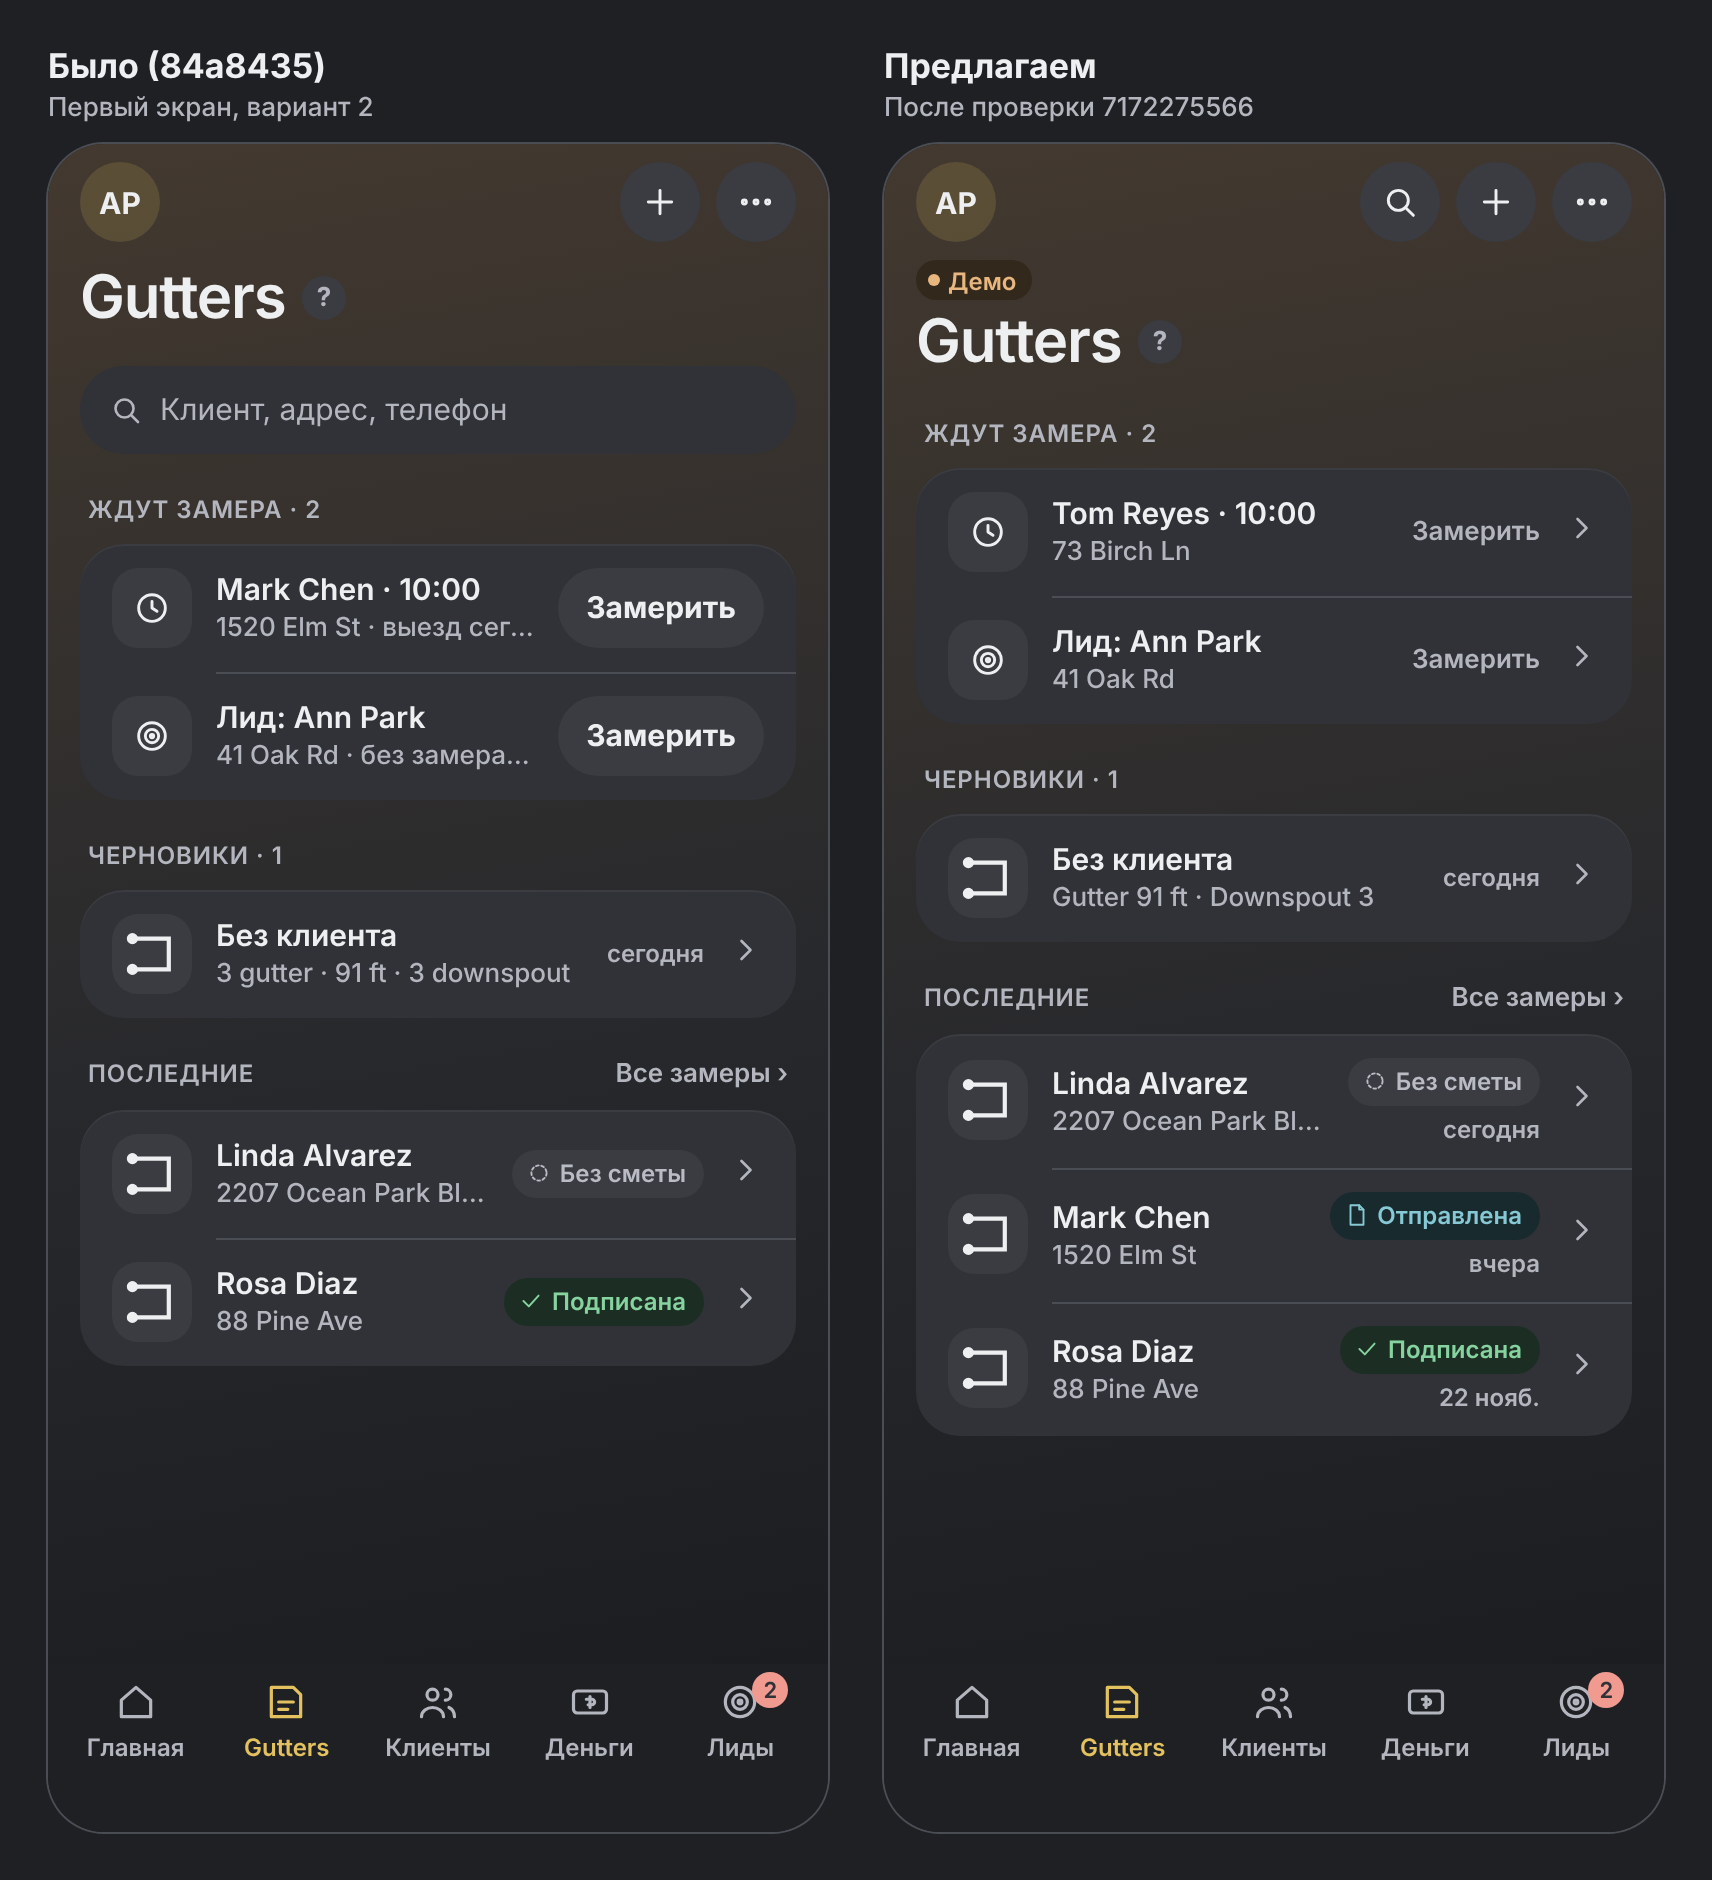 Было (84a8435)
Первый экран, вариант 2
AP
Gutters ?
Клиент, адрес, телефон
ЖДУТ ЗАМЕРА · 2
Mark Chen · 10:00
1520 Elm St · выезд сег...
Замерить
Лид: Ann Park
41 Oak Rd · без замера...
Замерить
ЧЕРНОВИКИ · 1
Без клиента
3 gutter · 91 ft · 3 downspout
сегодня
ПОСЛЕДНИЕ
Все замеры ›
Linda Alvarez
2207 Ocean Park Bl...
Без сметы
Rosa Diaz
88 Pine Ave
Подписана
Главная
Gutters
Клиенты
Деньги
2
Лиды
Предлагаем
После проверки 7172275566
AP
Демо
Gutters ?
ЖДУТ ЗАМЕРА · 2
Tom Reyes · 10:00
73 Birch Ln
Замерить
Лид: Ann Park
41 Oak Rd
Замерить
ЧЕРНОВИКИ · 1
Без клиента
Gutter 91 ft · Downspout 3
сегодня
ПОСЛЕДНИЕ
Все замеры ›
Linda Alvarez
2207 Ocean Park Bl...
Без сметы
сегодня
Mark Chen
1520 Elm St
Отправлена
вчера
Rosa Diaz
88 Pine Ave
Подписана
22 нояб.
Главная
Gutters
Клиенты
Деньги
2
Лиды